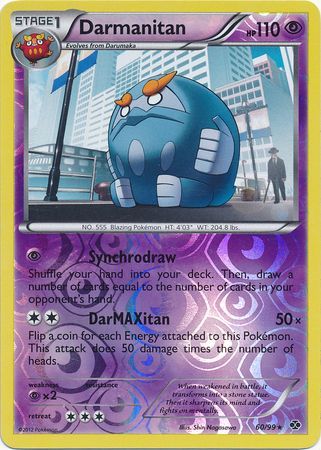 STAGE1
Darmanitan
HP110
Evolves from Darumaka
NO. 555 Blazing Pokémon HT: 4'03" WT: 204.8 lbs.
Synchrodraw
Shuffle your hand into your deck. Then, draw a
number of cards equal to the number of cards in your
opponent's hand.
DarMAXitan 50×
Flip a coin for each Energy attached to this Pokémon.
This attack does 50 damage times the number of
heads.
weakness
×2
resistance
retreat
When weakened in battle, it
transforms into a stone statue.
Then it sharpens its mind and
fights on mentally.
Illus. Shin Nagasawa
60/99 ★
©2012 Pokémon